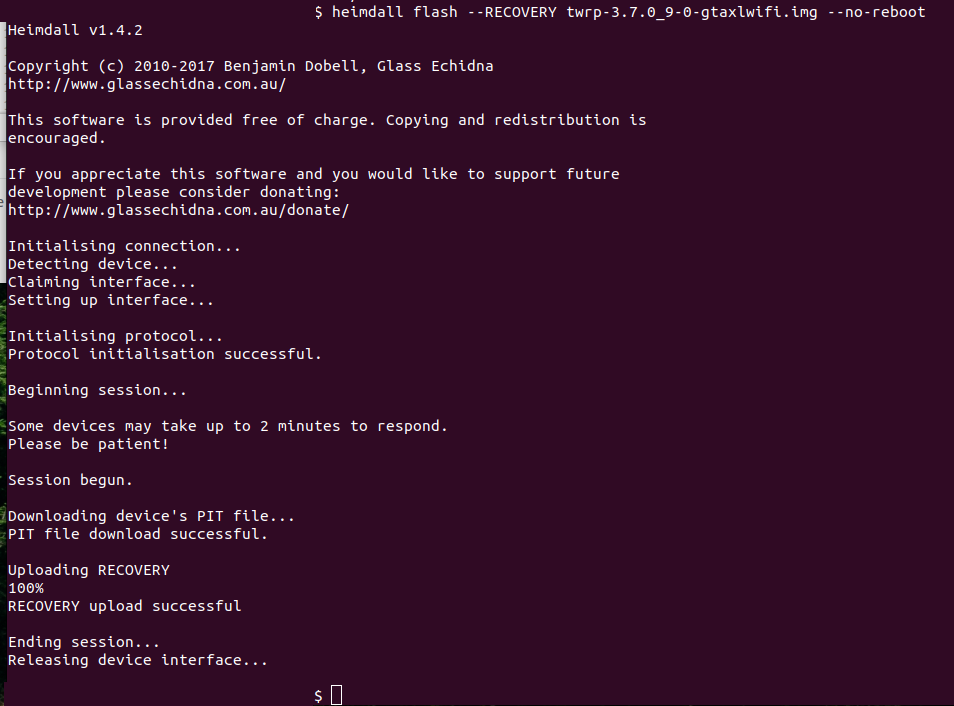 $ heimdall flash --RECOVERY twrp-3.7.0_9-0-gtaxlwifi.img --no-reboot
Heimdall v1.4.2
Copyright (c) 2010-2017 Benjamin Dobell, Glass Echidna
http://www.glassechidna.com.au/
This software is provided free of charge. Copying and redistribution is
encouraged.
If you appreciate this software and you would like to support future
development please consider donating:
http://www.glassechidna.com.au/donate/
Initialising connection...
Detecting device...
Claiming interface...
Setting up interface...
Initialising protocol...
Protocol initialisation successful.
Beginning session...
Some devices may take up to 2 minutes to respond.
Please be patient!
Session begun.
Downloading device's PIT file...
PIT file download successful.
Uploading RECOVERY
100%
RECOVERY upload successful
Ending session...
Releasing device interface...
$